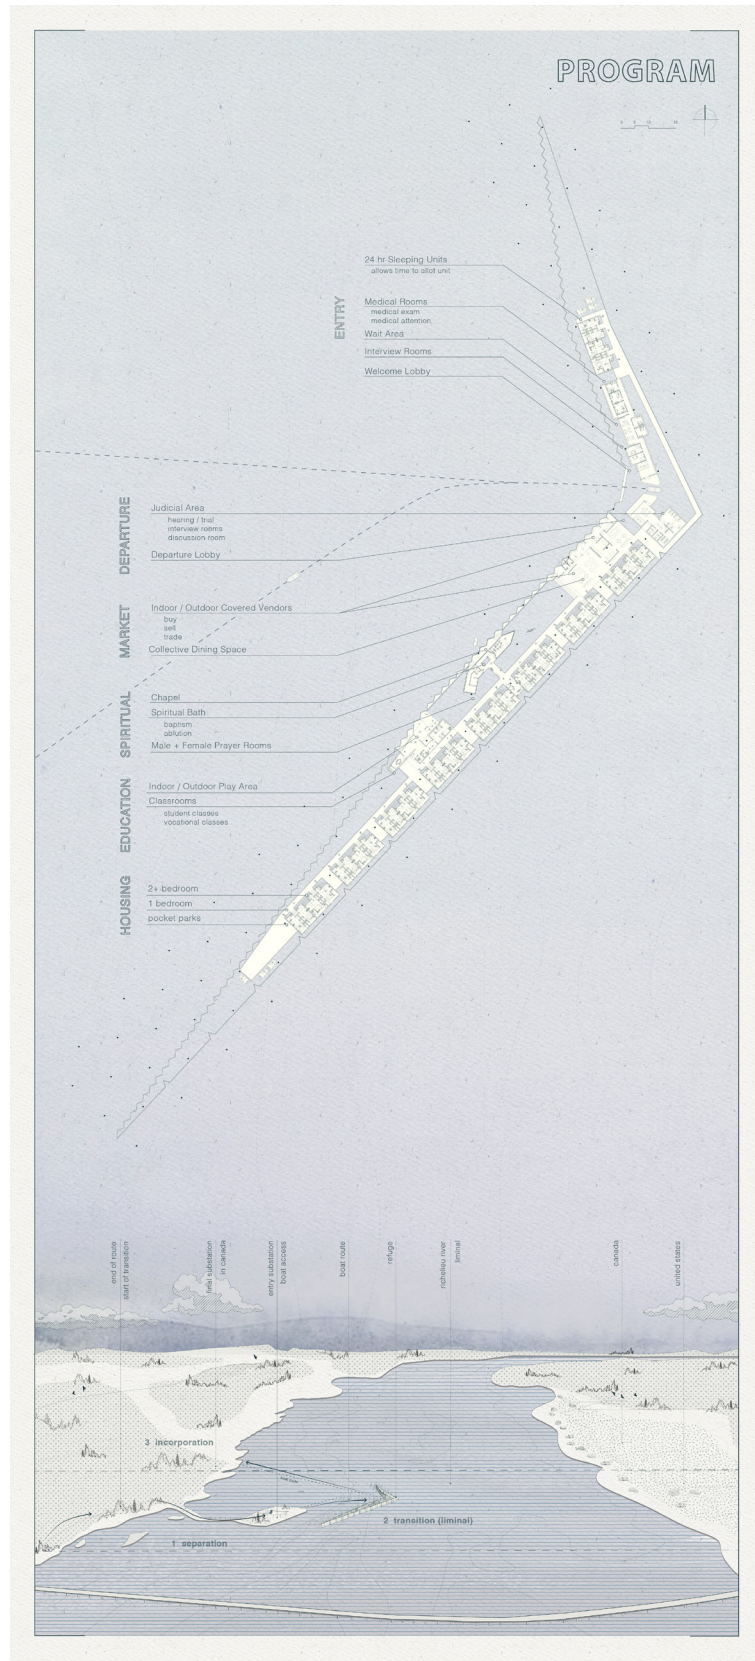 PROGRAM
ENTRY
24 hr Sleeping Units
allows time to allot unit
Medical Rooms
medical exam
medical attention
Wait Area
Interview Rooms
Welcome Lobby
DEPARTURE
Judicial Area
hearing / trial
interview rooms
discussion room
Departure Lobby
MARKET
Indoor / Outdoor Covered Vendors
buy
sell
trade
Collective Dining Space
SPIRITUAL
Chapel
Spiritual Bath
baptism
ablution
Male + Female Prayer Rooms
EDUCATION
Indoor / Outdoor Play Area
Classrooms
student classes
vocational classes
HOUSING
2+ bedroom
1 bedroom
pocket parks
end of route
start of transition
final substation
in canada
entry substation
boat access
boat route
refuge
richelieu river
liminal
canada
united states
3 incorporation
2 transition (liminal)
1 separation